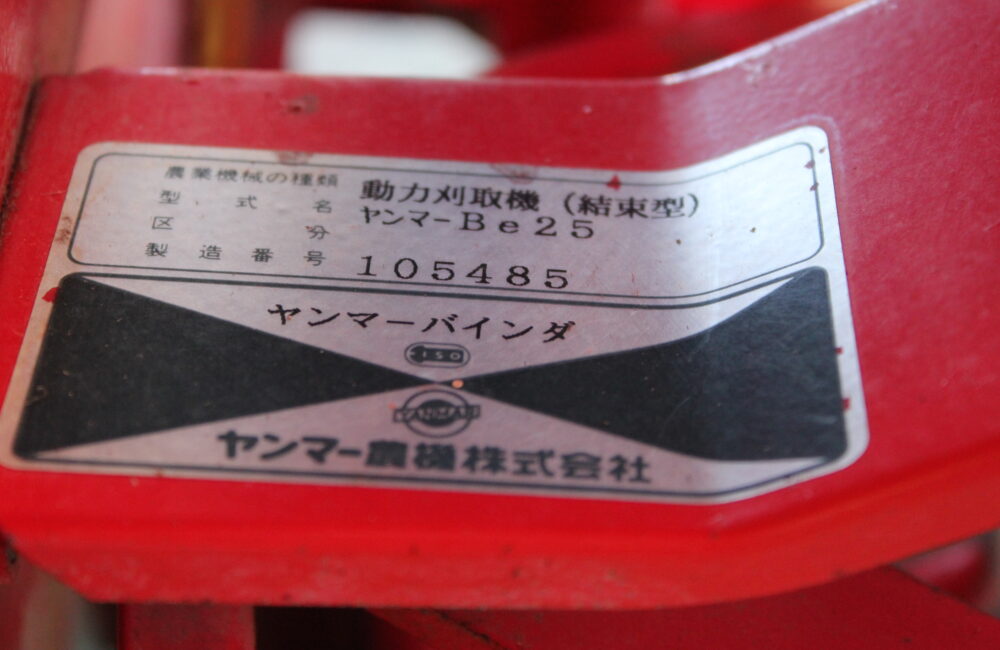 農業機械の種類 動力刈取機（結束型）
型式名 ヤンマーBe25
区分
製造番号 105485
ヤンマーバインダ
ISO
YANMAR
ヤンマー農機株式会社